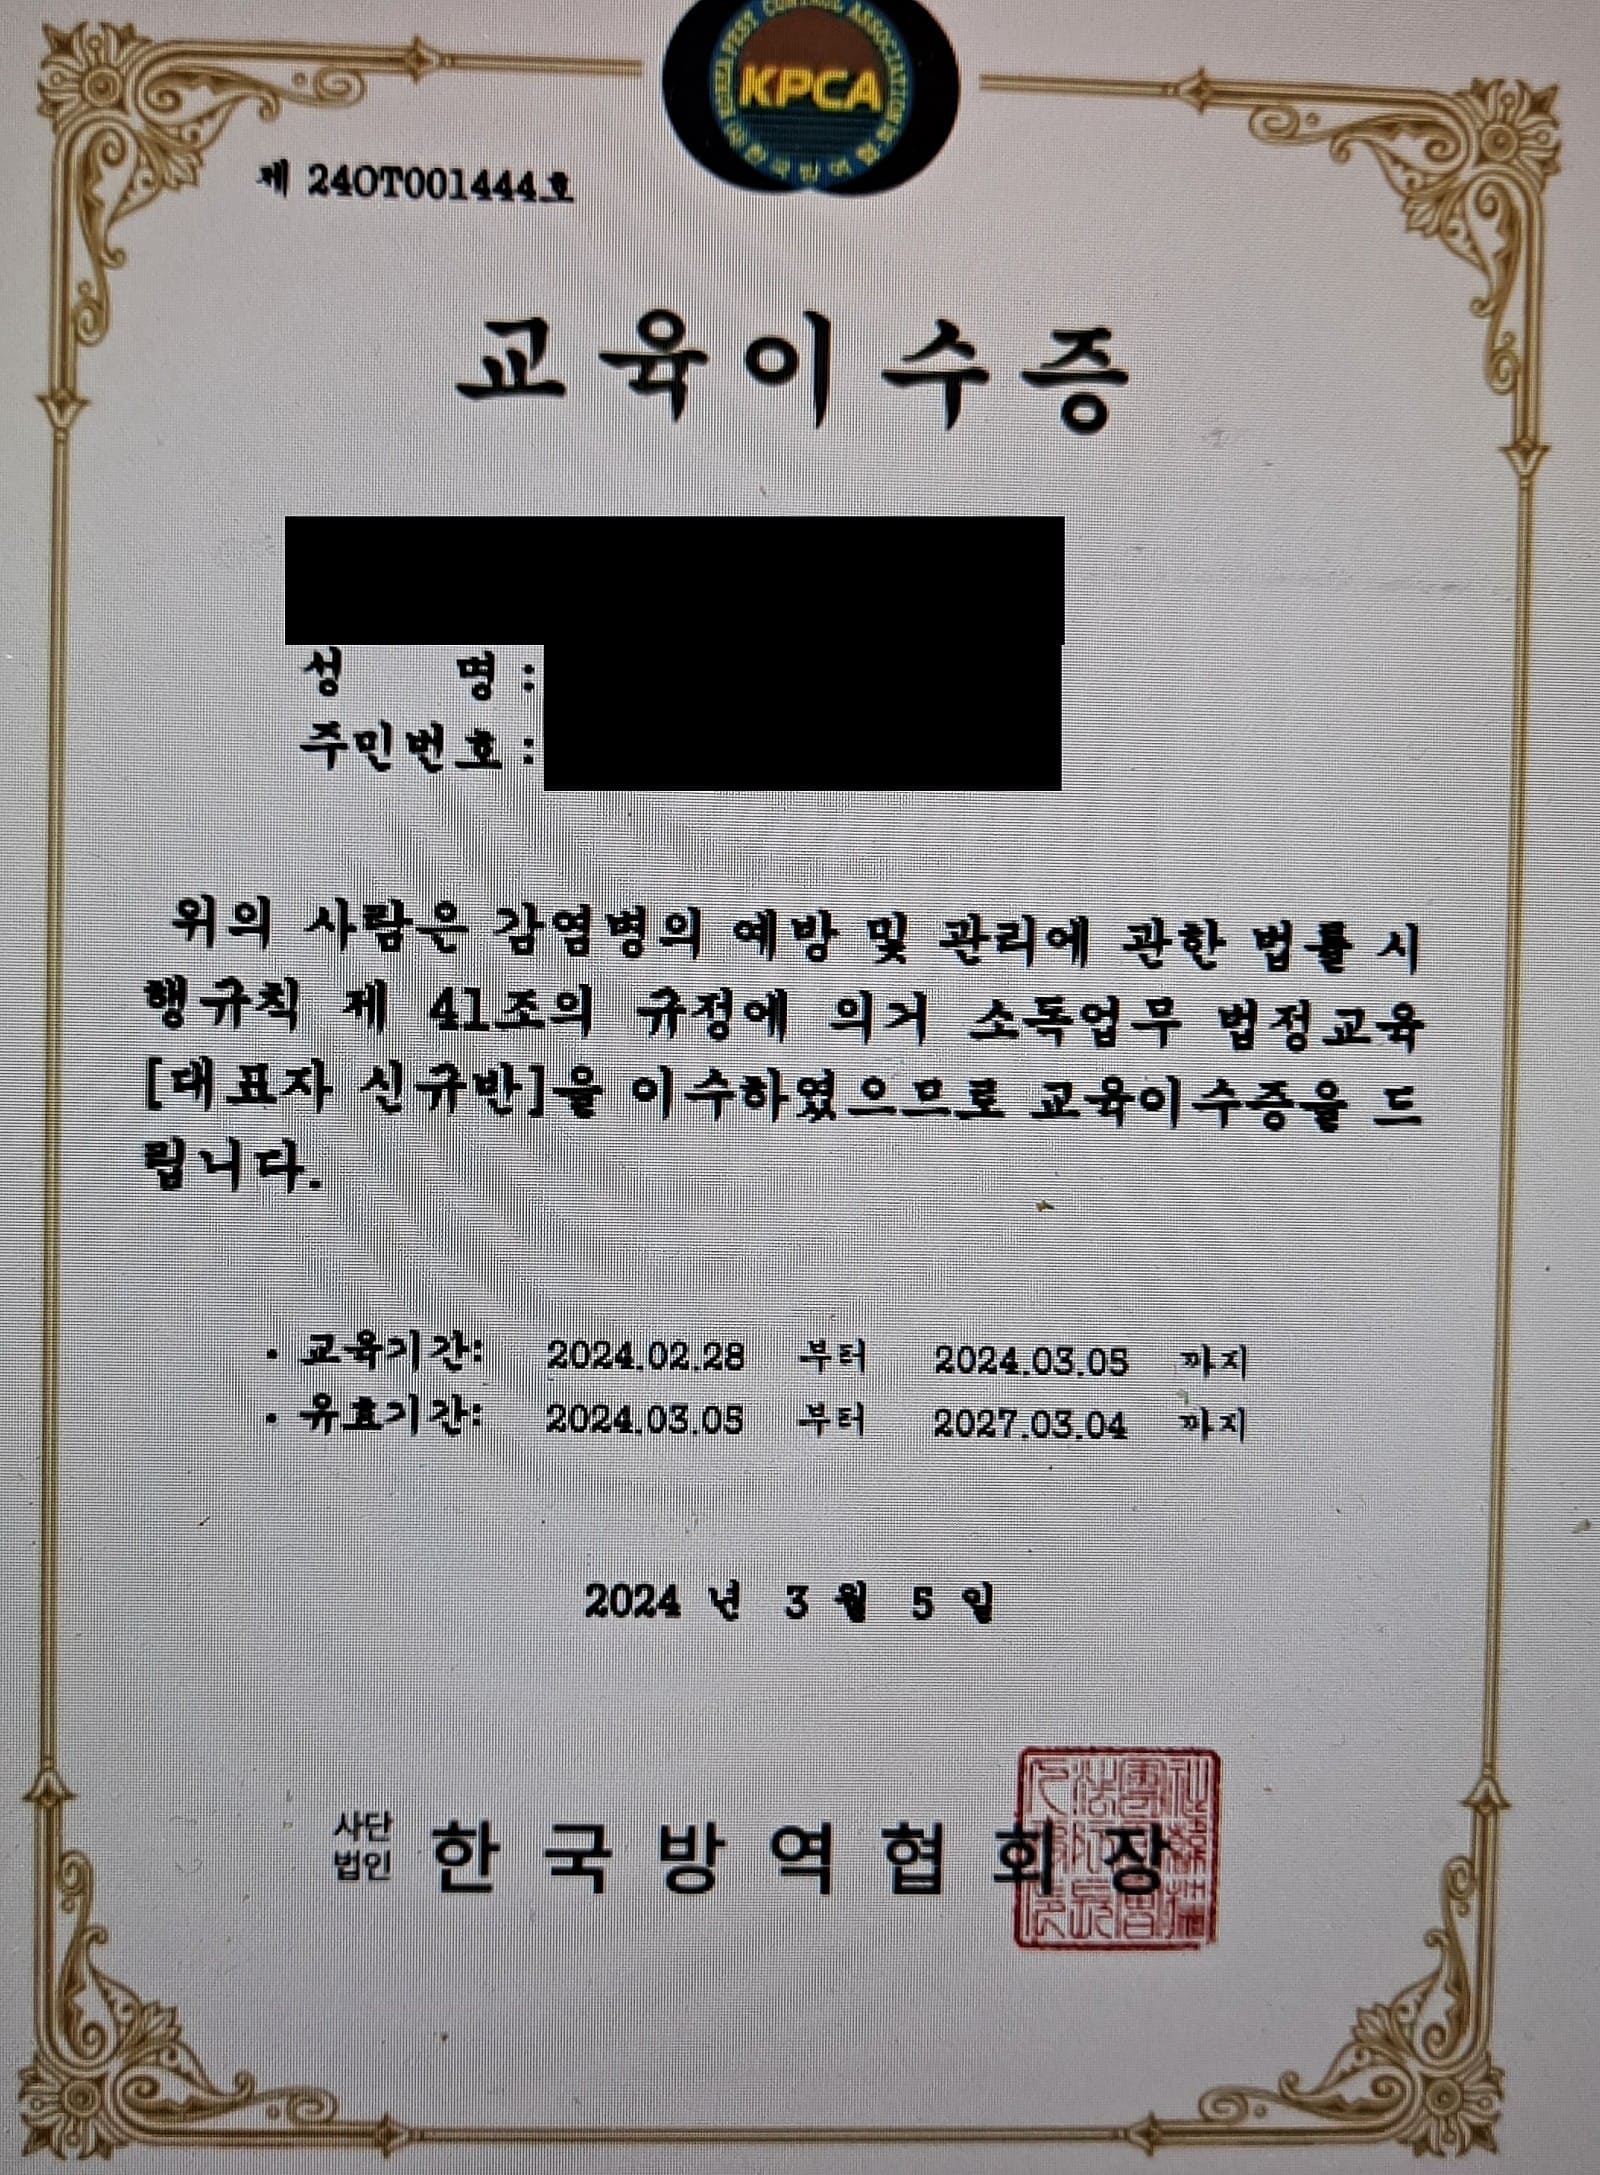 KOREA PEST CONTROL ASSOCIATION
KPCA
제 24OT001444호
교육이수증
성 명 :
주민번호 :
위의 사람은 감염병의 예방 및 관리에 관한 법률 시
행규칙 제 41조의 규정에 의거 소독업무 법정교육
[대표자 신규반]을 이수하였으므로 교육이수증을 드
립니다.
. 교육기간: 2024.02.28 부터 2024.03.05 까지
. 유효기간: 2024.03.05 부터 2027.03.04 까지
2024 년 3 월 5 일
사단
법인 한국방역협회장